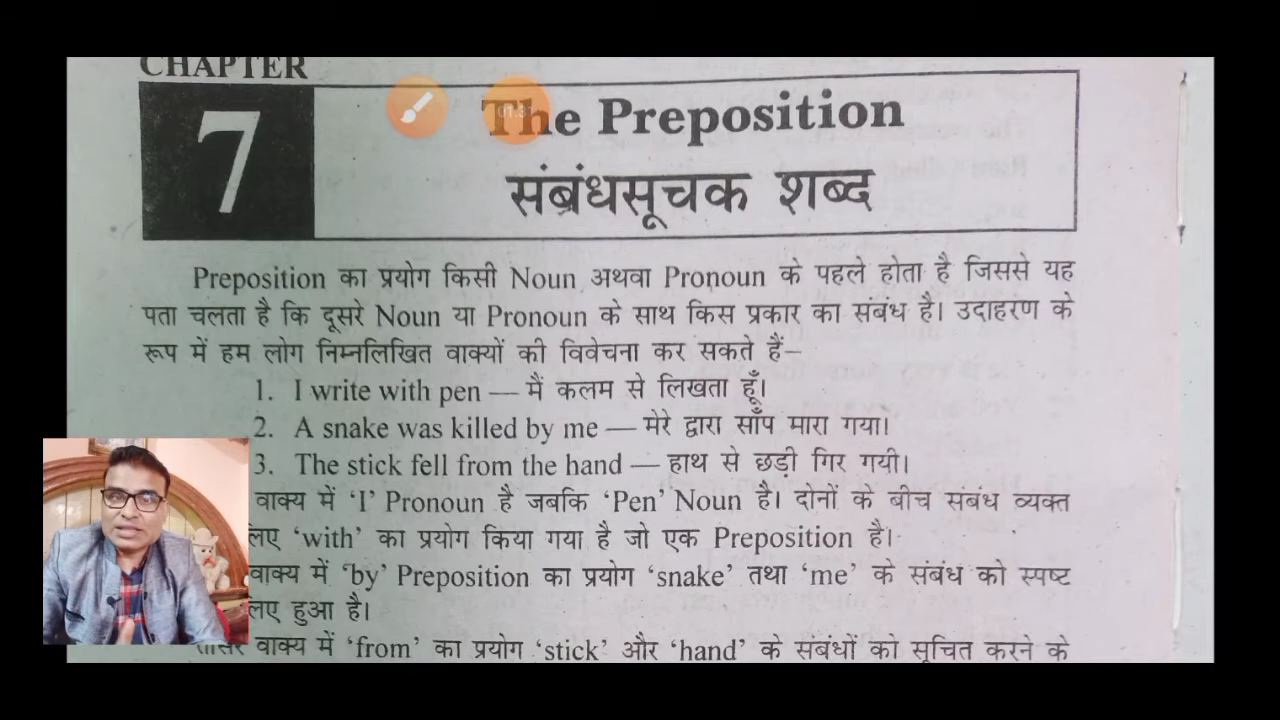 CHAPTER
7
The Preposition
01:31
संबंधसूचक शब्द
Preposition का प्रयोग किसी Noun अथवा Pronoun के पहले होता है जिससे यह
पता चलता है कि दूसरे Noun या Pronoun के साथ किस प्रकार का संबंध है। उदाहरण के
रूप में हम लोग निम्नलिखित वाक्यों की विवेचना कर सकते हैं–
1. I write with pen — मैं कलम से लिखता हूँ।
2. A snake was killed by me — मेरे द्वारा साँप मारा गया।
3. The stick fell from the hand — हाथ से छड़ी गिर गयी।
वाक्य में ‘I’ Pronoun है जबकि ‘Pen’ Noun है। दोनों के बीच संबंध व्यक्त
लिए ‘with’ का प्रयोग किया गया है जो एक Preposition है।
वाक्य में ‘by’ Preposition का प्रयोग ‘snake’ तथा ‘me’ के संबंध को स्पष्ट
लिए हुआ है।
वाक्य में ‘from’ का प्रयोग ‘stick’ और ‘hand’ के संबंधों को सूचित करने के